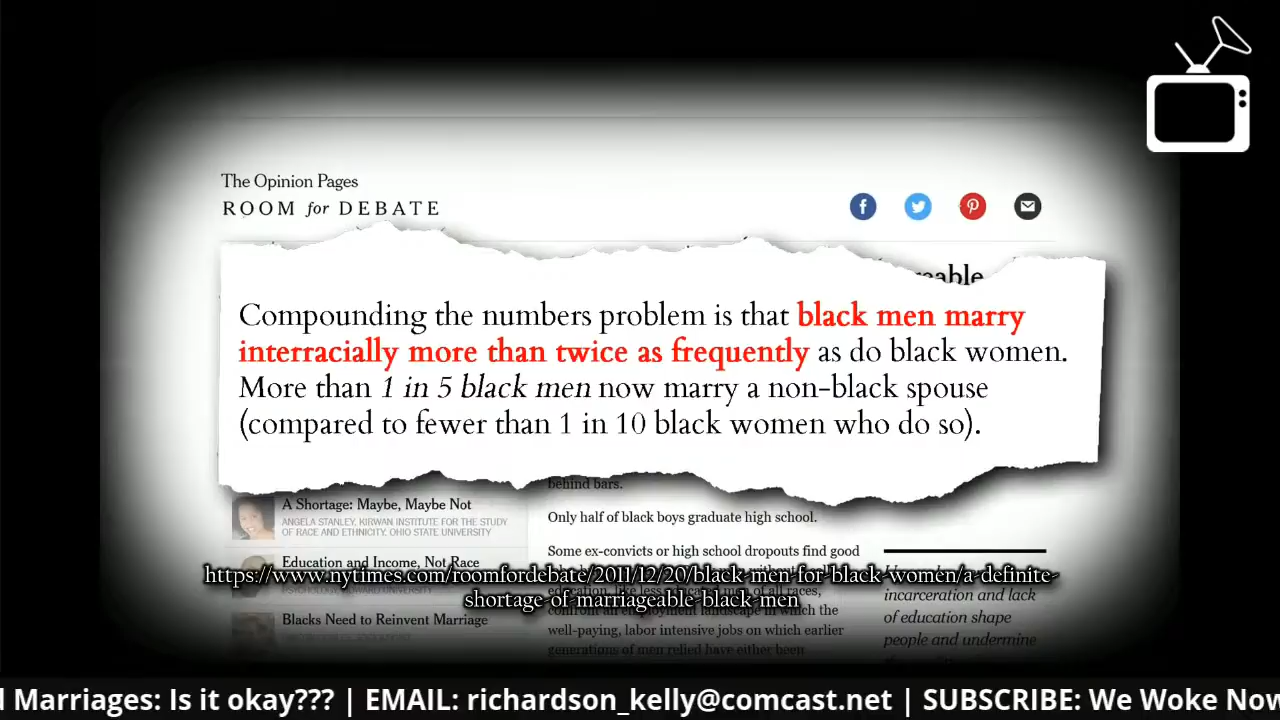 The Opinion Pages
ROOM for DEBATE
Compounding the numbers problem is that black men marry
interracially more than twice as frequently as do black women.
More than 1 in 5 black men now marry a non-black spouse
(compared to fewer than 1 in 10 black women who do so).
behind bars.
A Shortage: Maybe, Maybe Not
ANGELA STANLEY, KIRWAN INSTITUTE FOR THE STUDY
OF RACE AND ETHNICITY, OHIO STATE UNIVERSITY
Only half of black boys graduate high school.
Some ex-convicts or high school dropouts find good
Education and Income, Not Race
https://www.nytimes.com/roomfordebate/2011/12/20/black-men-for-black-women/a-definite-
shortage-of-marriageable-black-men
Blacks Need to Reinvent Marriage
well-paying, labor intensive jobs on which earlier
generations of men relied have either been
incarceration and lack
of education shape
people and undermine
Marriages: Is it okay??? | EMAIL: richardson_kelly@comcast.net | SUBSCRIBE: We Woke Now